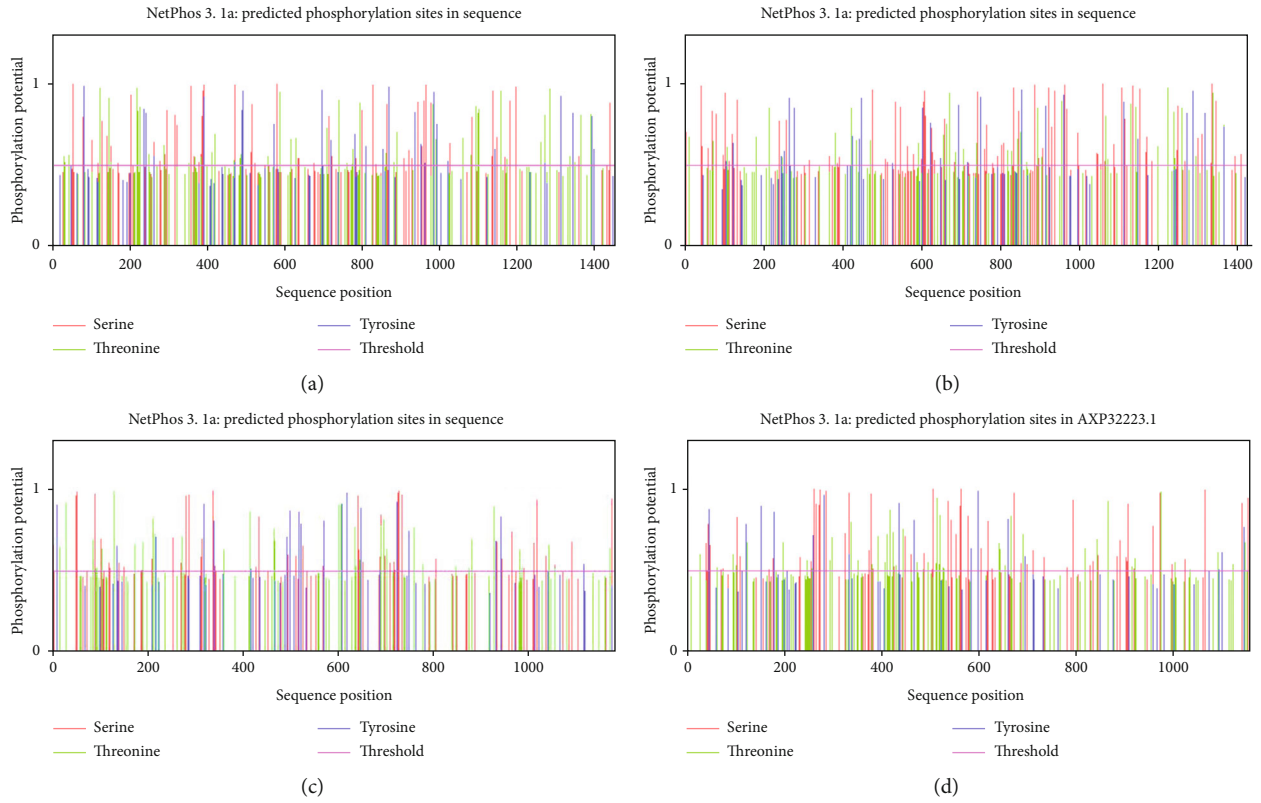 NetPhos 3. 1a: predicted phosphorylation sites in sequence
Phosphorylation potential
1
0
0 200 400 600 800 1000 1200 1400
Sequence position
Serine Tyrosine
Threonine Threshold
(a)
NetPhos 3. 1a: predicted phosphorylation sites in sequence
Phosphorylation potential
1
0
0 200 400 600 800 1000 1200 1400
Sequence position
Serine Tyrosine
Threonine Threshold
(b)
NetPhos 3. 1a: predicted phosphorylation sites in sequence
Phosphorylation potential
1
0
0 200 400 600 800 1000
Sequence position
Serine Tyrosine
Threonine Threshold
(c)
NetPhos 3. 1a: predicted phosphorylation sites in AXP32223.1
Phosphorylation potential
1
0
0 200 400 600 800 1000
Sequence position
Serine Tyrosine
Threonine Threshold
(d)